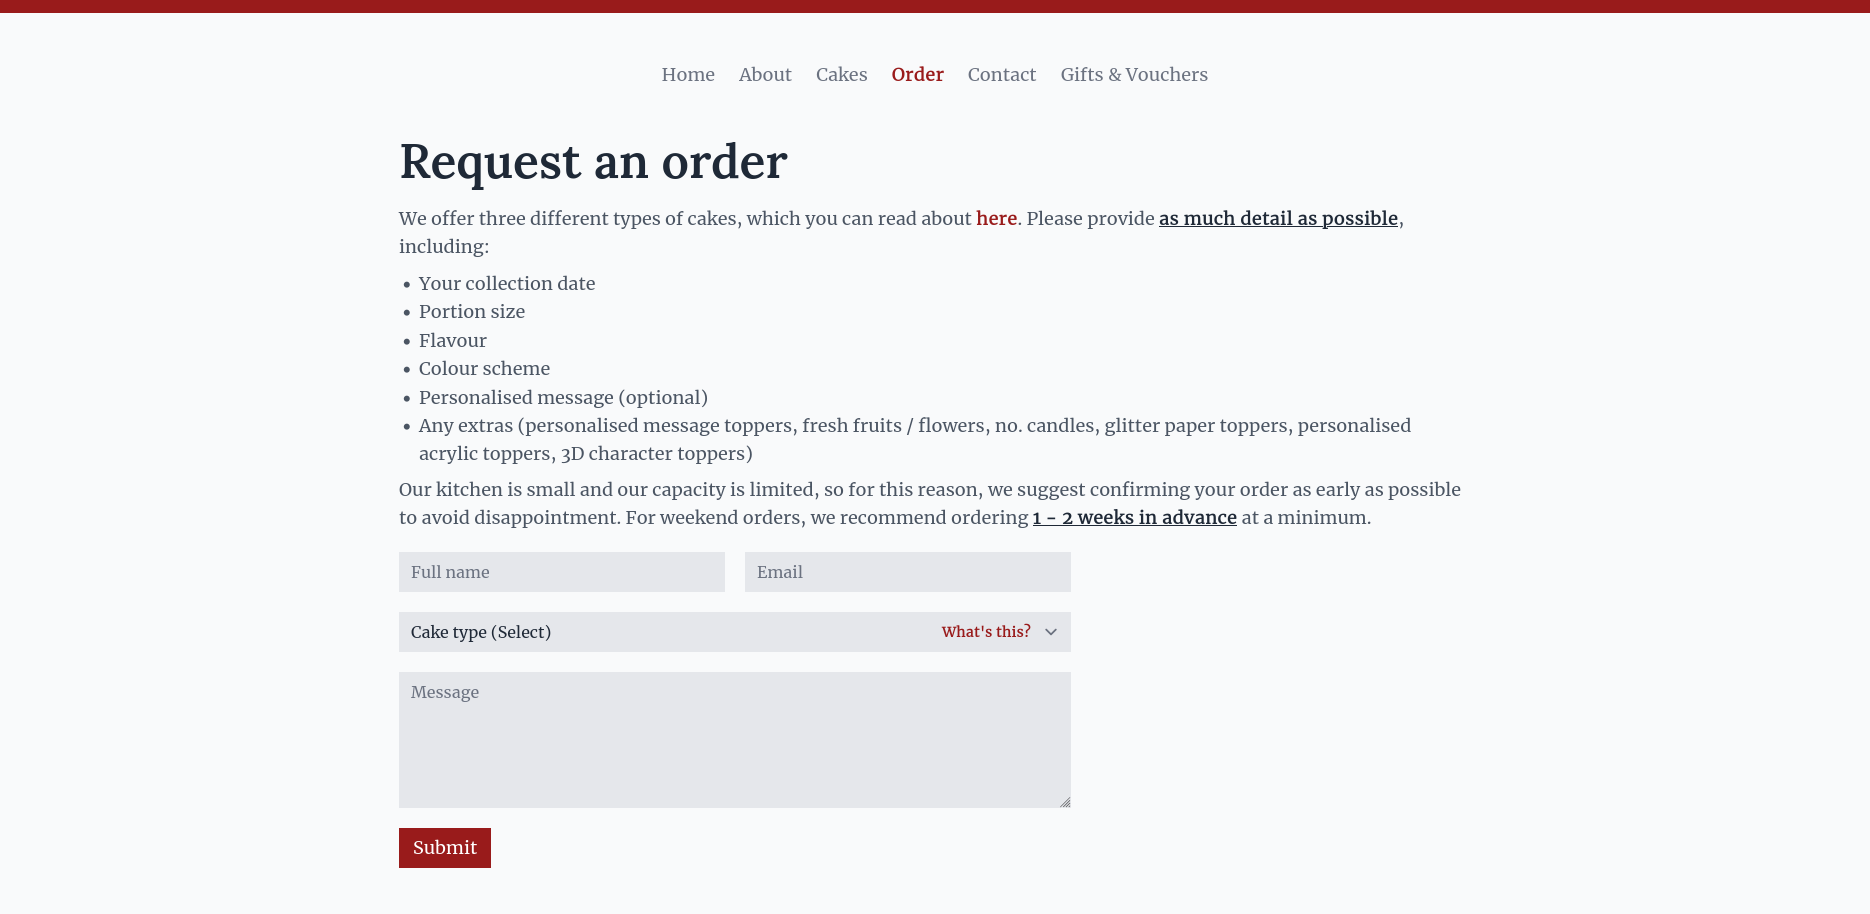 Home About Cakes Order Contact Gifts & Vouchers
Request an order
We offer three different types of cakes, which you can read about here. Please provide as much detail as possible,
including:
• Your collection date
• Portion size
• Flavour
• Colour scheme
• Personalised message (optional)
• Any extras (personalised message toppers, fresh fruits / flowers, no. candles, glitter paper toppers, personalised
acrylic toppers, 3D character toppers)
Our kitchen is small and our capacity is limited, so for this reason, we suggest confirming your order as early as possible
to avoid disappointment. For weekend orders, we recommend ordering 1 - 2 weeks in advance at a minimum.
Full name Email
Cake type (Select) What's this?
Message
Submit